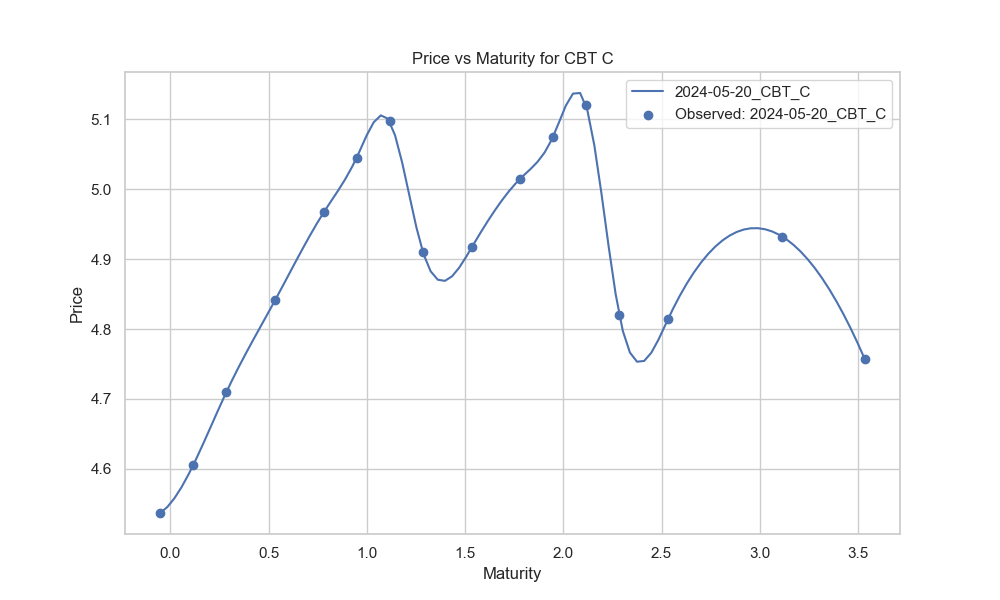 Price vs Maturity for CBT C
2024-05-20_CBT_C
Observed: 2024-05-20_CBT_C
Price
5.1
5.0
4.9
4.8
4.7
4.6
0.0 0.5 1.0 1.5 2.0 2.5 3.0 3.5
Maturity